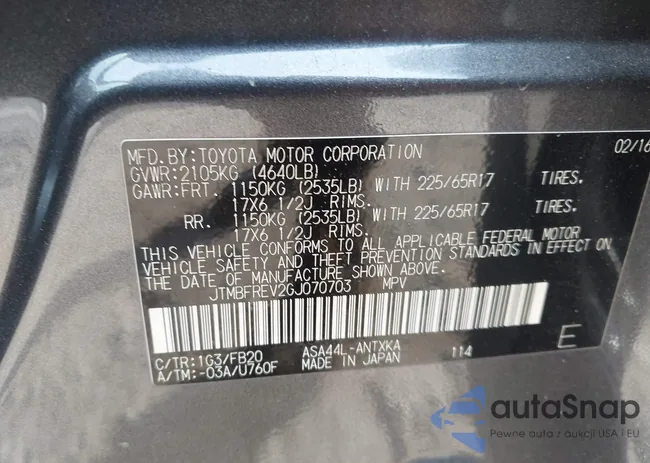 MFD.BY:TOYOTA MOTOR CORPORATION 02/16
GVWR:2105KG (4640LB)
GAWR:FRT. 1150KG (2535LB) WITH 225/65R17 TIRES.
17X6 1/2J RIMS.
RR. 1150KG (2535LB) WITH 225/65R17 TIRES.
17X6 1/2J RIMS.
THIS VEHICLE CONFORMS TO ALL APPLICABLE FEDERAL MOTOR
VEHICLE SAFETY AND THEFT PREVENTION STANDARDS IN EFFECT ON
THE DATE OF MANUFACTURE SHOWN ABOVE.
JTMBFREV2GJ070703 MPV
C/TR:1G3/FB20 ASA44L-ANTXKA 114 E
A/TM:-03A/U760F MADE IN JAPAN
autaSnap
Pewne auta z aukcji USA i EU